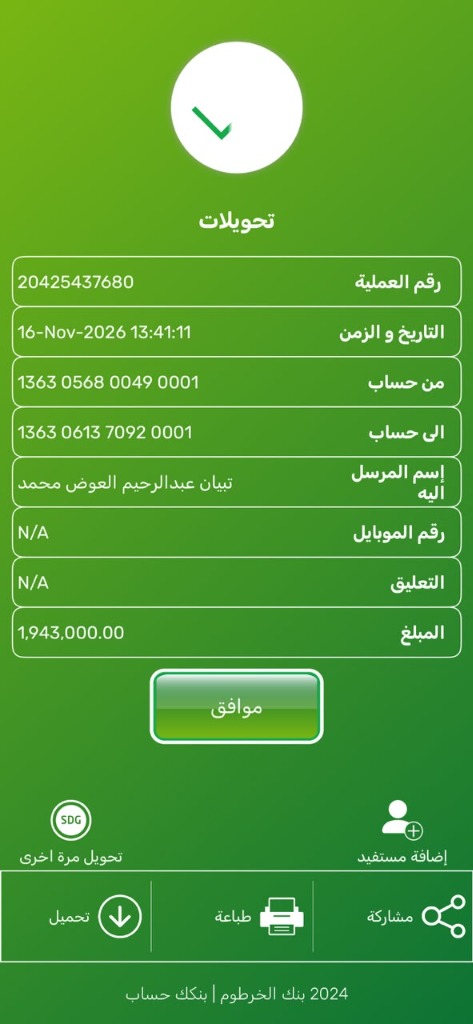 تحويلات
رقم العملية 20425437680
التاريخ و الزمن 16-Nov-2026 13:41:11
من حساب 1363 0568 0049 0001
الى حساب 1363 0613 7092 0001
إسم المرسل
اليه
تبيان عبدالرحيم العوض محمد
رقم الموبايل N/A
التعليق N/A
المبلغ 1,943,000.00
موافق
SDG
إضافة مستفيد
تحويل مرة اخرى
مشاركة
طباعة
تحميل
2024 بنك الخرطوم | بنكك حساب